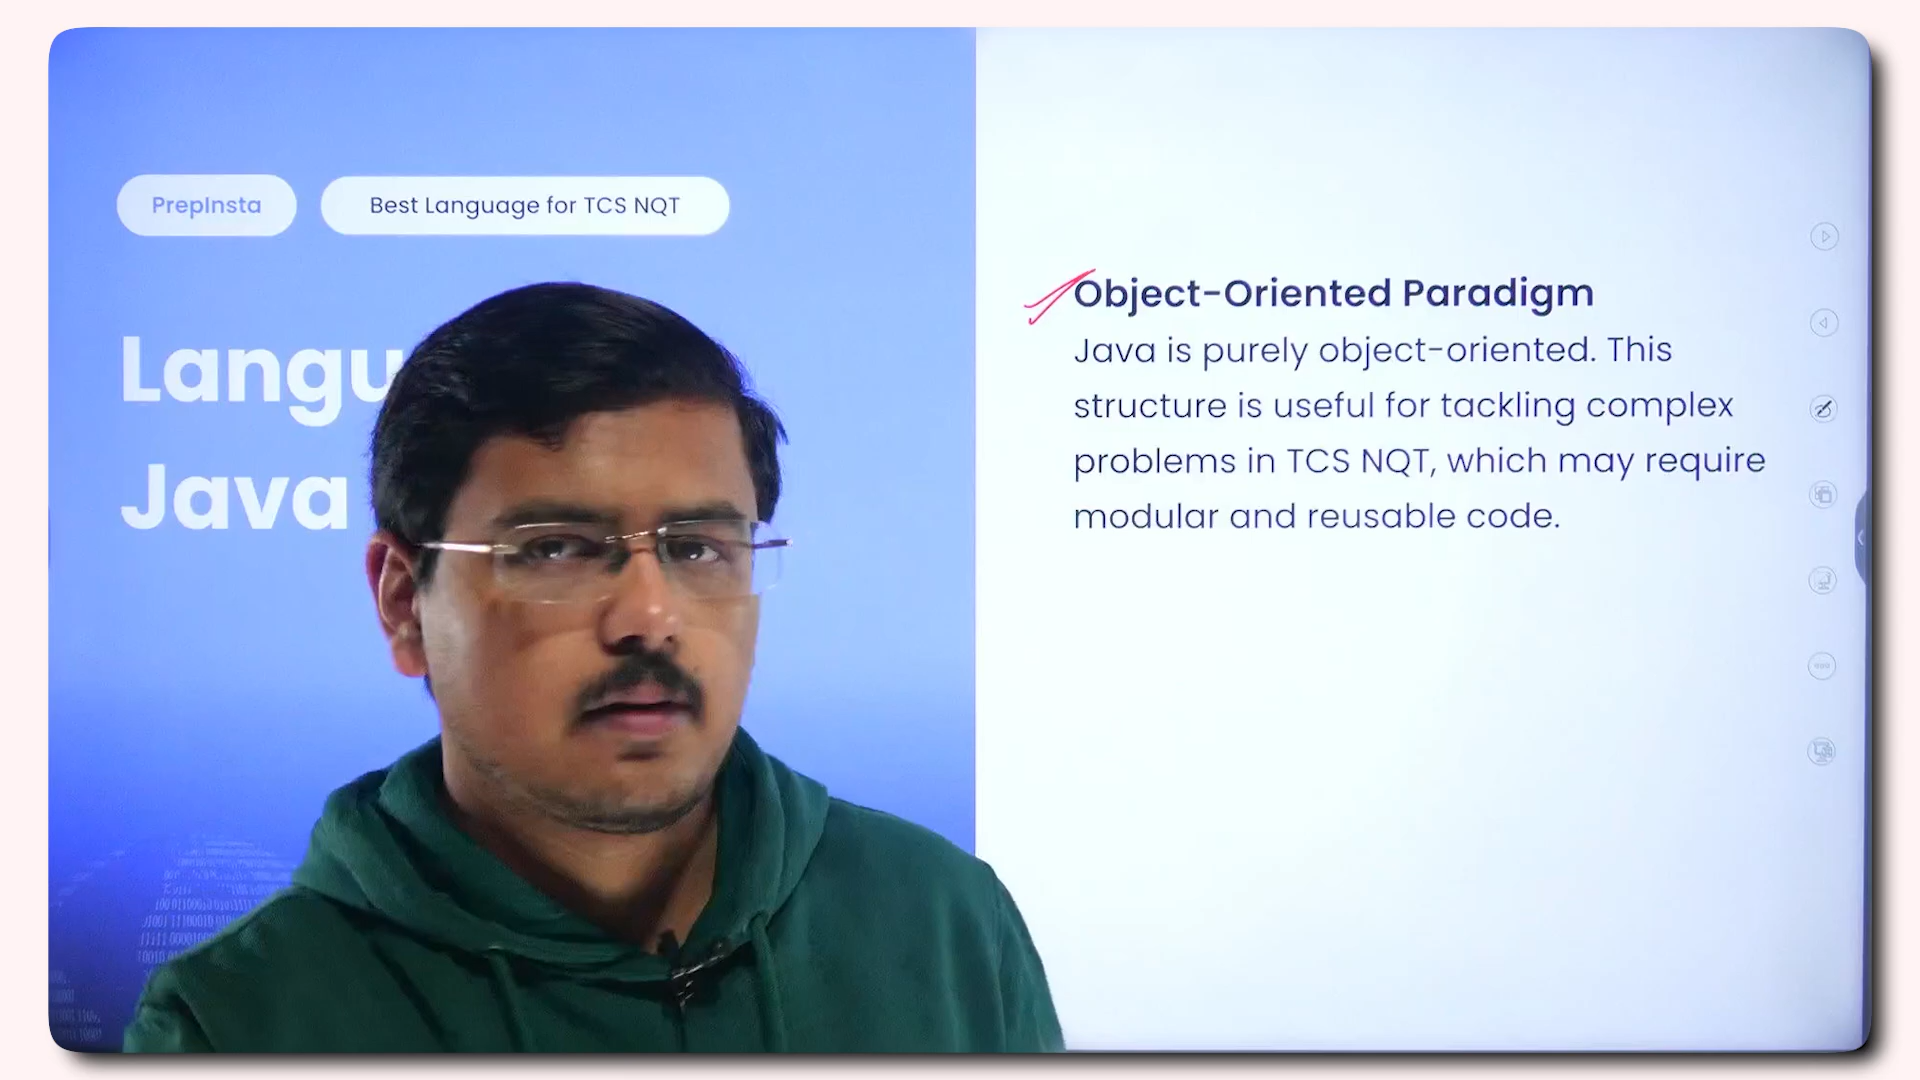 PrepInsta
Best Language for TCS NQT
Langu
Java
Object-Oriented Paradigm
Java is purely object-oriented. This
structure is useful for tackling complex
problems in TCS NQT, which may require
modular and reusable code.